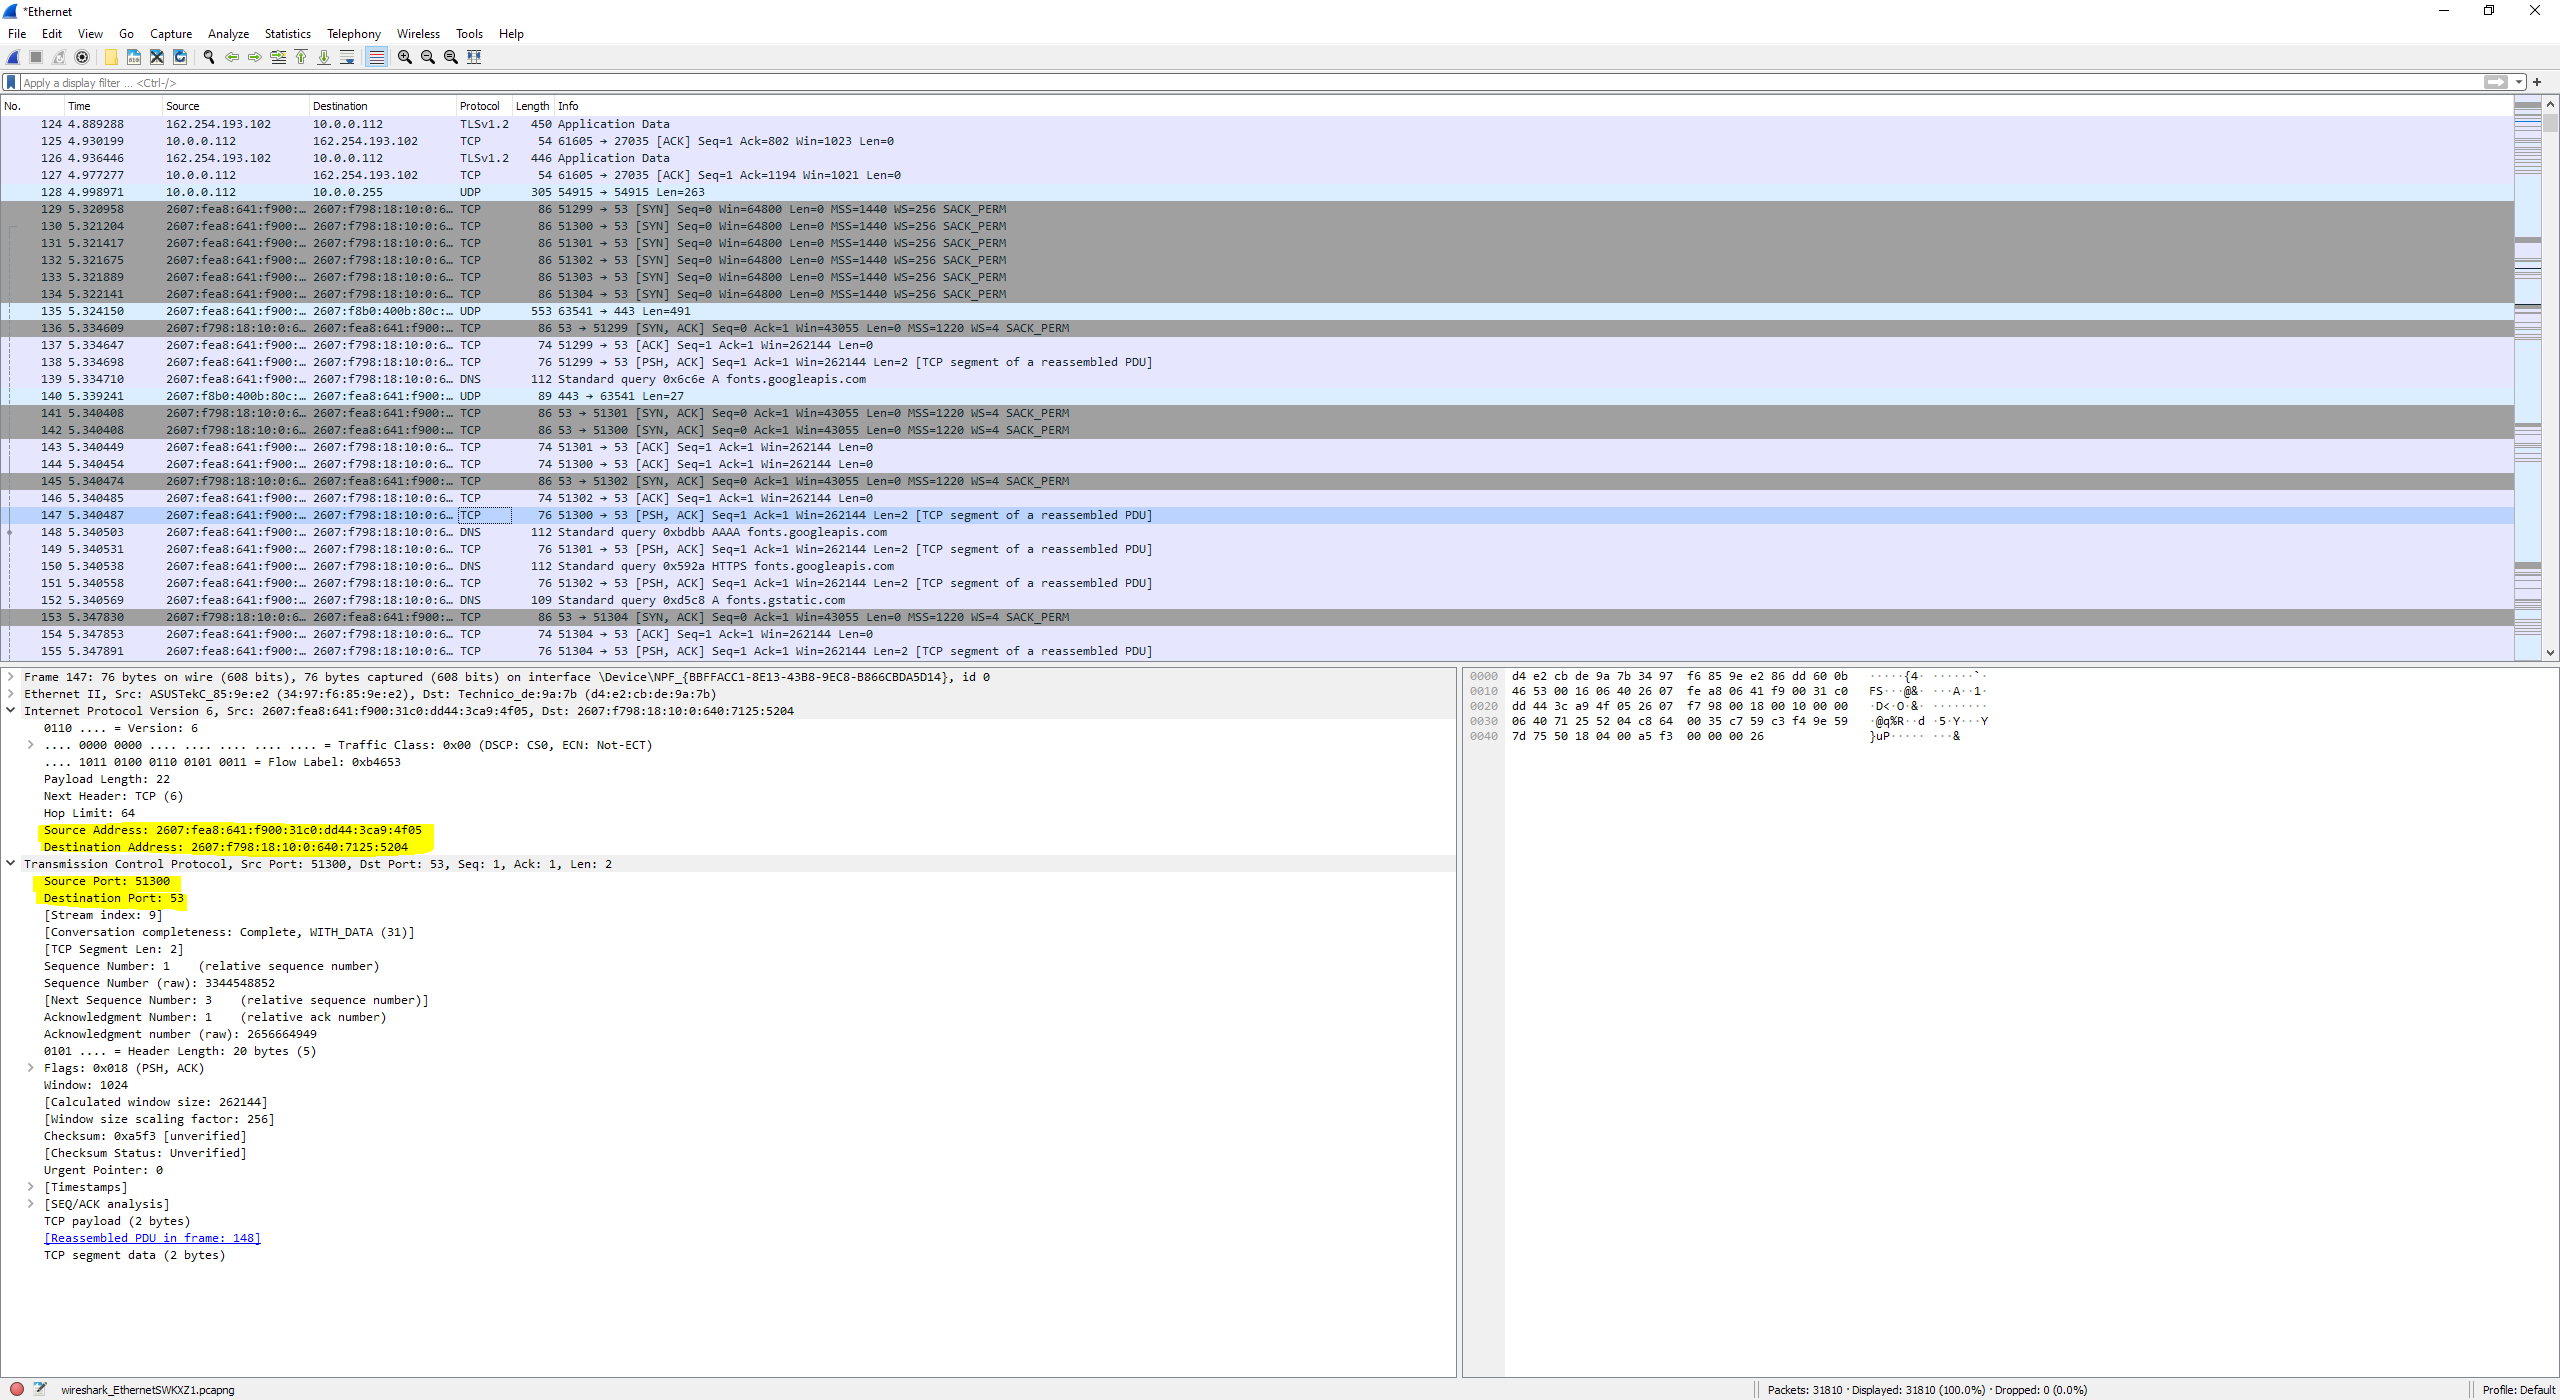 *Ethernet
File Edit View Go Capture Analyze Statistics Telephony Wireless Tools Help
Apply a display filter ... <Ctrl-/>
No. Time Source Destination Protocol Length Info
124 4.889288 162.254.193.102 10.0.0.112 TLSv1.2 450 Application Data
125 4.930199 10.0.0.112 162.254.193.102 TCP 54 61605 → 27035 [ACK] Seq=1 Ack=802 Win=1023 Len=0
126 4.936446 162.254.193.102 10.0.0.112 TLSv1.2 446 Application Data
127 4.977277 10.0.0.112 162.254.193.102 TCP 54 61605 → 27035 [ACK] Seq=1 Ack=1194 Win=1021 Len=0
128 4.998971 10.0.0.112 10.0.0.255 UDP 305 54915 → 54915 Len=263
129 5.320958 2607:fea8:641:f900:… 2607:f798:18:10:0:6… TCP 86 51299 → 53 [SYN] Seq=0 Win=64800 Len=0 MSS=1440 WS=256 SACK_PERM
130 5.321204 2607:fea8:641:f900:… 2607:f798:18:10:0:6… TCP 86 51300 → 53 [SYN] Seq=0 Win=64800 Len=0 MSS=1440 WS=256 SACK_PERM
131 5.321417 2607:fea8:641:f900:… 2607:f798:18:10:0:6… TCP 86 51301 → 53 [SYN] Seq=0 Win=64800 Len=0 MSS=1440 WS=256 SACK_PERM
132 5.321675 2607:fea8:641:f900:… 2607:f798:18:10:0:6… TCP 86 51302 → 53 [SYN] Seq=0 Win=64800 Len=0 MSS=1440 WS=256 SACK_PERM
133 5.321889 2607:fea8:641:f900:… 2607:f798:18:10:0:6… TCP 86 51303 → 53 [SYN] Seq=0 Win=64800 Len=0 MSS=1440 WS=256 SACK_PERM
134 5.322141 2607:fea8:641:f900:… 2607:f798:18:10:0:6… TCP 86 51304 → 53 [SYN] Seq=0 Win=64800 Len=0 MSS=1440 WS=256 SACK_PERM
135 5.324150 2607:fea8:641:f900:… 2607:f8b0:400b:80c:… UDP 553 63541 → 443 Len=491
136 5.334609 2607:f798:18:10:0:6… 2607:fea8:641:f900:… TCP 86 53 → 51299 [SYN, ACK] Seq=0 Ack=1 Win=43055 Len=0 MSS=1220 WS=4 SACK_PERM
137 5.334647 2607:fea8:641:f900:… 2607:f798:18:10:0:6… TCP 74 51299 → 53 [ACK] Seq=1 Ack=1 Win=262144 Len=0
138 5.334698 2607:fea8:641:f900:… 2607:f798:18:10:0:6… TCP 76 51299 → 53 [PSH, ACK] Seq=1 Ack=1 Win=262144 Len=2 [TCP segment of a reassembled PDU]
139 5.334710 2607:fea8:641:f900:… 2607:f798:18:10:0:6… DNS 112 Standard query 0x6c6e A fonts.googleapis.com
140 5.339241 2607:f8b0:400b:80c:… 2607:fea8:641:f900:… UDP 89 443 → 63541 Len=27
141 5.340408 2607:f798:18:10:0:6… 2607:fea8:641:f900:… TCP 86 53 → 51301 [SYN, ACK] Seq=0 Ack=1 Win=43055 Len=0 MSS=1220 WS=4 SACK_PERM
142 5.340408 2607:f798:18:10:0:6… 2607:fea8:641:f900:… TCP 86 53 → 51300 [SYN, ACK] Seq=0 Ack=1 Win=43055 Len=0 MSS=1220 WS=4 SACK_PERM
143 5.340449 2607:fea8:641:f900:… 2607:f798:18:10:0:6… TCP 74 51301 → 53 [ACK] Seq=1 Ack=1 Win=262144 Len=0
144 5.340454 2607:fea8:641:f900:… 2607:f798:18:10:0:6… TCP 74 51300 → 53 [ACK] Seq=1 Ack=1 Win=262144 Len=0
145 5.340474 2607:f798:18:10:0:6… 2607:fea8:641:f900:… TCP 86 53 → 51302 [SYN, ACK] Seq=0 Ack=1 Win=43055 Len=0 MSS=1220 WS=4 SACK_PERM
146 5.340485 2607:fea8:641:f900:… 2607:f798:18:10:0:6… TCP 74 51302 → 53 [ACK] Seq=1 Ack=1 Win=262144 Len=0
147 5.340487 2607:fea8:641:f900:… 2607:f798:18:10:0:6… TCP 76 51300 → 53 [PSH, ACK] Seq=1 Ack=1 Win=262144 Len=2 [TCP segment of a reassembled PDU]
148 5.340503 2607:fea8:641:f900:… 2607:f798:18:10:0:6… DNS 112 Standard query 0xbdbb AAAA fonts.googleapis.com
149 5.340531 2607:fea8:641:f900:… 2607:f798:18:10:0:6… TCP 76 51301 → 53 [PSH, ACK] Seq=1 Ack=1 Win=262144 Len=2 [TCP segment of a reassembled PDU]
150 5.340538 2607:fea8:641:f900:… 2607:f798:18:10:0:6… DNS 112 Standard query 0x592a HTTPS fonts.googleapis.com
151 5.340558 2607:fea8:641:f900:… 2607:f798:18:10:0:6… TCP 76 51302 → 53 [PSH, ACK] Seq=1 Ack=1 Win=262144 Len=2 [TCP segment of a reassembled PDU]
152 5.340569 2607:fea8:641:f900:… 2607:f798:18:10:0:6… DNS 109 Standard query 0xd5c8 A fonts.gstatic.com
153 5.347830 2607:f798:18:10:0:6… 2607:fea8:641:f900:… TCP 86 53 → 51304 [SYN, ACK] Seq=0 Ack=1 Win=43055 Len=0 MSS=1220 WS=4 SACK_PERM
154 5.347853 2607:fea8:641:f900:… 2607:f798:18:10:0:6… TCP 74 51304 → 53 [ACK] Seq=1 Ack=1 Win=262144 Len=0
155 5.347891 2607:fea8:641:f900:… 2607:f798:18:10:0:6… TCP 76 51304 → 53 [PSH, ACK] Seq=1 Ack=1 Win=262144 Len=2 [TCP segment of a reassembled PDU]
Frame 147: 76 bytes on wire (608 bits), 76 bytes captured (608 bits) on interface \Device\NPF_{BBFFACC1-8E13-43B8-9EC8-B866CBDA5D14}, id 0
Ethernet II, Src: ASUSTekC_85:9e:e2 (34:97:f6:85:9e:e2), Dst: Technico_de:9a:7b (d4:e2:cb:de:9a:7b)
Internet Protocol Version 6, Src: 2607:fea8:641:f900:31c0:dd44:3ca9:4f05, Dst: 2607:f798:18:10:0:640:7125:5204
0110 .... = Version: 6
.... 0000 0000 .... .... .... .... .... = Traffic Class: 0x00 (DSCP: CS0, ECN: Not-ECT)
.... 1011 0100 0110 0101 0011 = Flow Label: 0xb4653
Payload Length: 22
Next Header: TCP (6)
Hop Limit: 64
Source Address: 2607:fea8:641:f900:31c0:dd44:3ca9:4f05
Destination Address: 2607:f798:18:10:0:640:7125:5204
Transmission Control Protocol, Src Port: 51300, Dst Port: 53, Seq: 1, Ack: 1, Len: 2
Source Port: 51300
Destination Port: 53
[Stream index: 9]
[Conversation completeness: Complete, WITH_DATA (31)]
[TCP Segment Len: 2]
Sequence Number: 1 (relative sequence number)
Sequence Number (raw): 3344548852
[Next Sequence Number: 3 (relative sequence number)]
Acknowledgment Number: 1 (relative ack number)
Acknowledgment number (raw): 2656664949
0101 .... = Header Length: 20 bytes (5)
Flags: 0x018 (PSH, ACK)
Window: 1024
[Calculated window size: 262144]
[Window size scaling factor: 256]
Checksum: 0xa5f3 [unverified]
[Checksum Status: Unverified]
Urgent Pointer: 0
[Timestamps]
[SEQ/ACK analysis]
TCP payload (2 bytes)
[Reassembled PDU in frame: 148]
TCP segment data (2 bytes)
0000 d4 e2 cb de 9a 7b 34 97 f6 85 9e e2 86 dd 60 0b ·····{4· ······`·
0010 46 53 00 16 06 40 26 07 fe a8 06 41 f9 00 31 c0 FS···@&· ···A··1·
0020 dd 44 3c a9 4f 05 26 07 f7 98 00 18 00 10 00 00 ·D<·O·&· ········
0030 06 40 71 25 52 04 c8 64 00 35 c7 59 c3 f4 9e 59 ·@q%R··d ·5·Y···Y
0040 7d 75 50 18 04 00 a5 f3 00 00 00 26 }uP····· ···&
wireshark_EthernetSWKXZ1.pcapng
Packets: 31810 · Displayed: 31810 (100.0%) · Dropped: 0 (0.0%)
Profile: Default